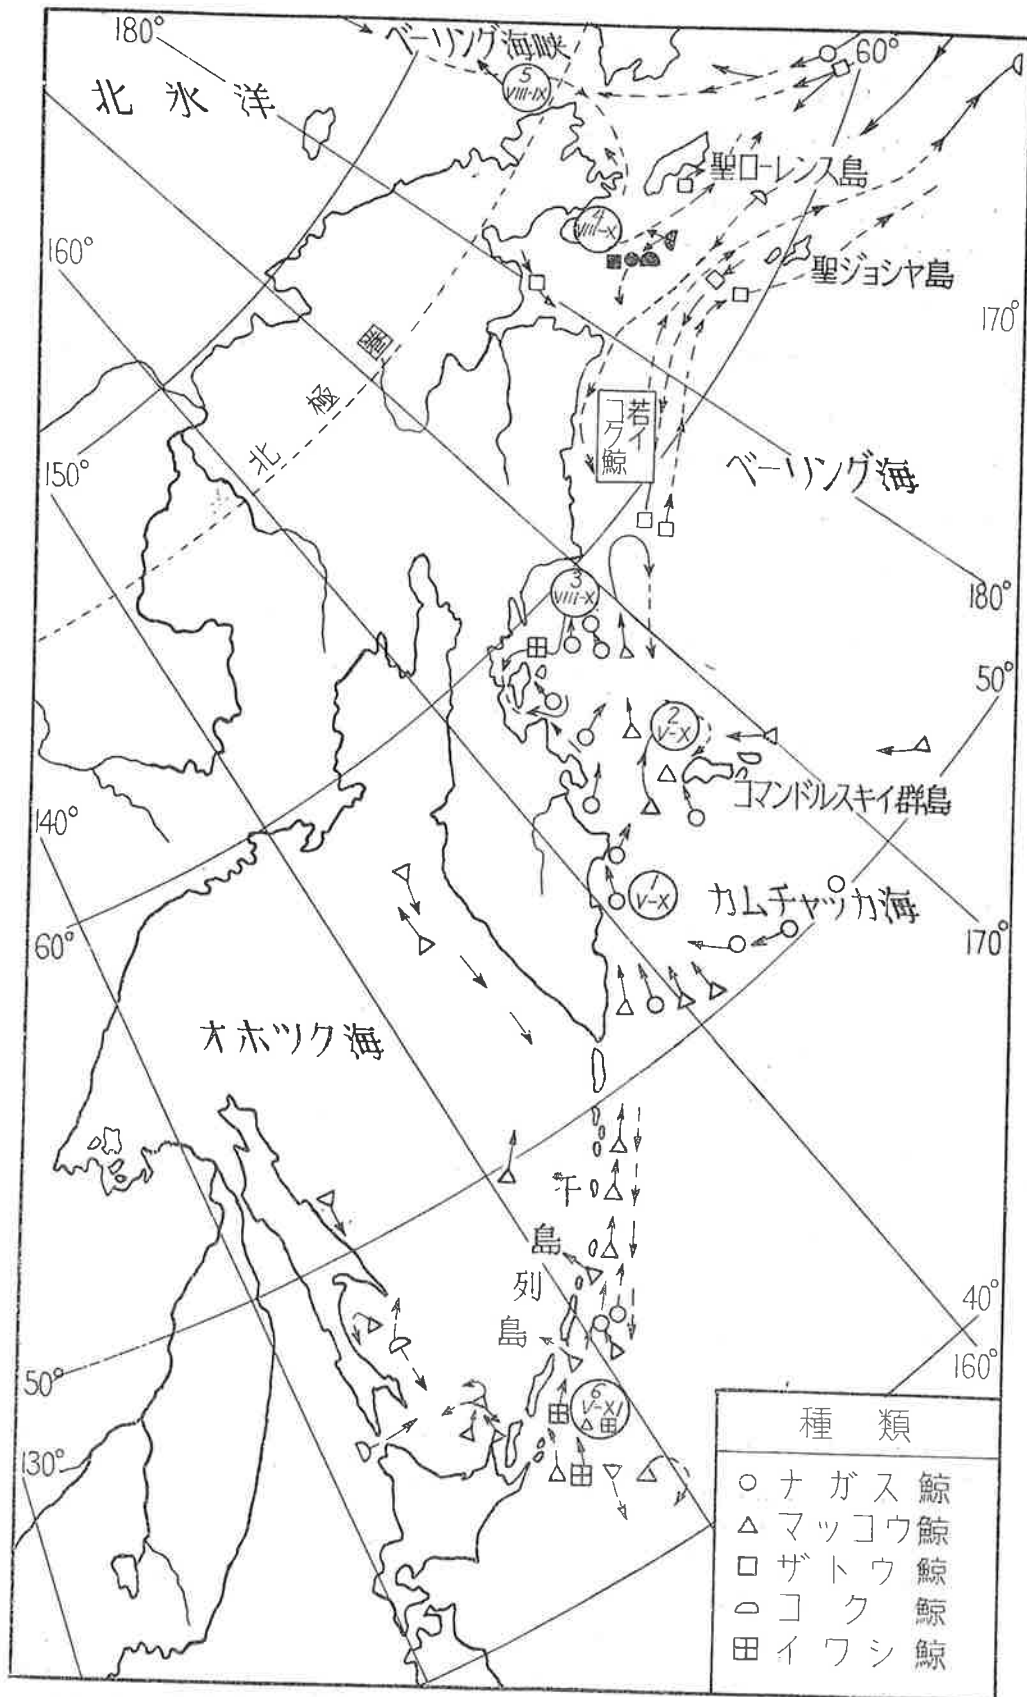 180°
ベーリング海峡
60°
北氷洋
5
VIII-IX
聖ローレンス島
160°
4
VIII-X
聖ジョシヤ島
170°
圏
極
北
若イ
コク鯨
150°
ベーリング海
180°
3
VIII-X
50°
2
V-X
コマンドルスキイ群島
140°
1
V-X
カムチャッカ海
170°
60°
オホツク海
千
島
列
島
40°
160°
50°
6
V-XI
130°
種類
ナガス鯨
マッコウ鯨
ザトウ鯨
コク鯨
イワシ鯨